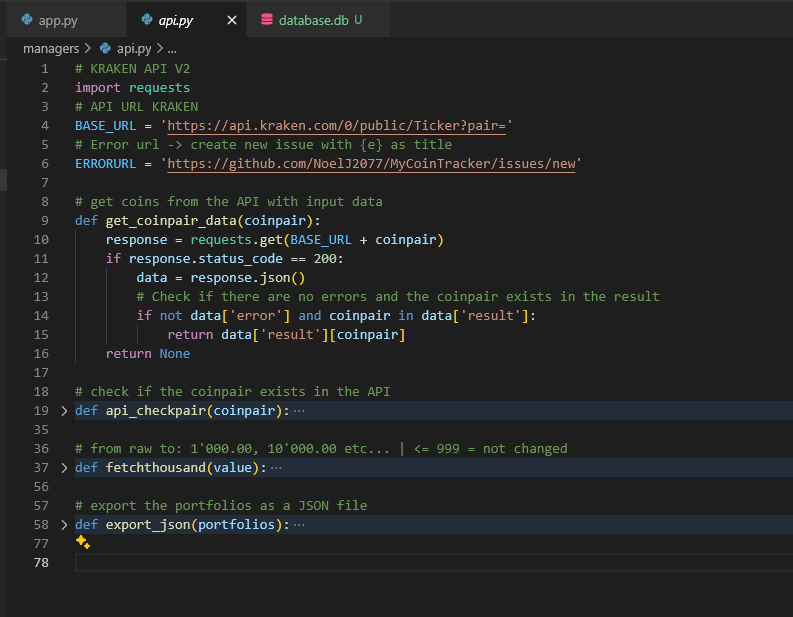 app.py
api.py ×
database.db U
managers > api.py > ...
1 # KRAKEN API V2
2 import requests
3 # API URL KRAKEN
4 BASE_URL = 'https://api.kraken.com/0/public/Ticker?pair='
5 # Error url -> create new issue with {e} as title
6 ERRORURL = 'https://github.com/NoelJ2077/MyCoinTracker/issues/new'
7
8 # get coins from the API with input data
9 def get_coinpair_data(coinpair):
10     response = requests.get(BASE_URL + coinpair)
11     if response.status_code == 200:
12         data = response.json()
13         # Check if there are no errors and the coinpair exists in the result
14         if not data['error'] and coinpair in data['result']:
15             return data['result'][coinpair]
16     return None
17
18 # check if the coinpair exists in the API
19 > def api_checkpair(coinpair): ···
35
36 # from raw to: 1'000.00, 10'000.00 etc... | <= 999 = not changed
37 > def fetchthousand(value): ···
56
57 # export the portfolios as a JSON file
58 > def export_json(portfolios): ···
77
78